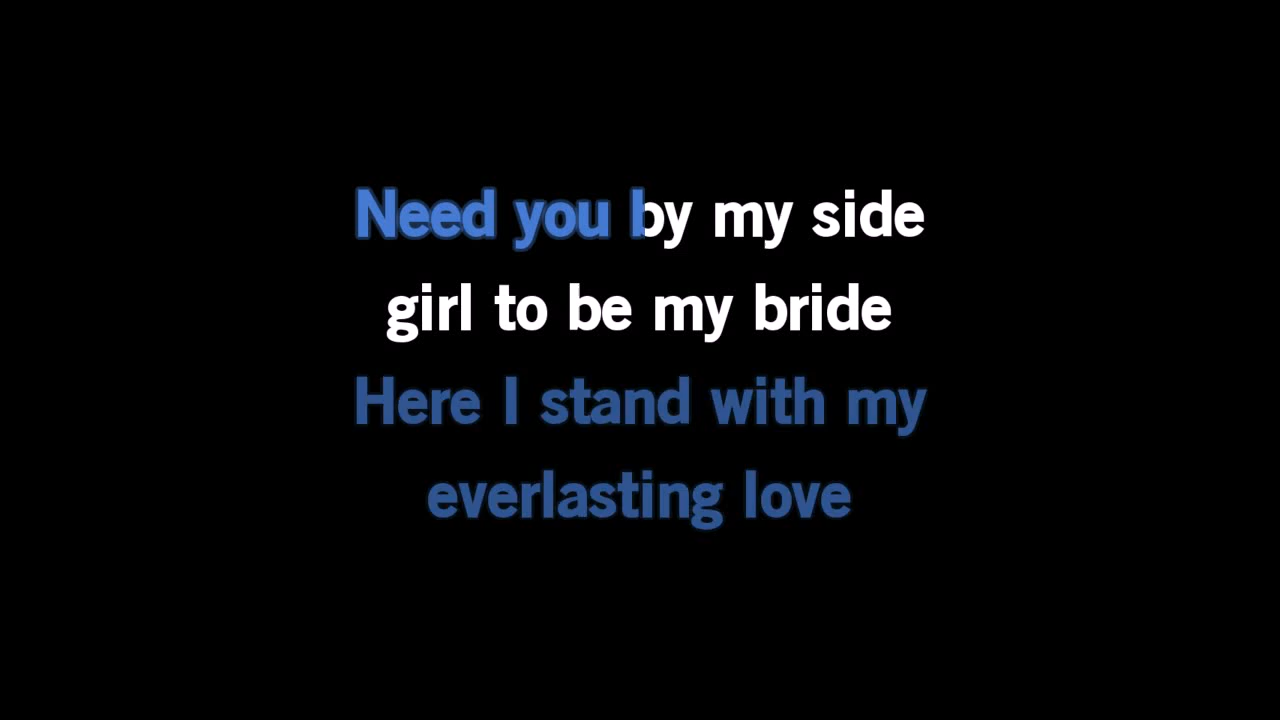 Need you by my side
girl to be my bride
Here I stand with my
everlasting love